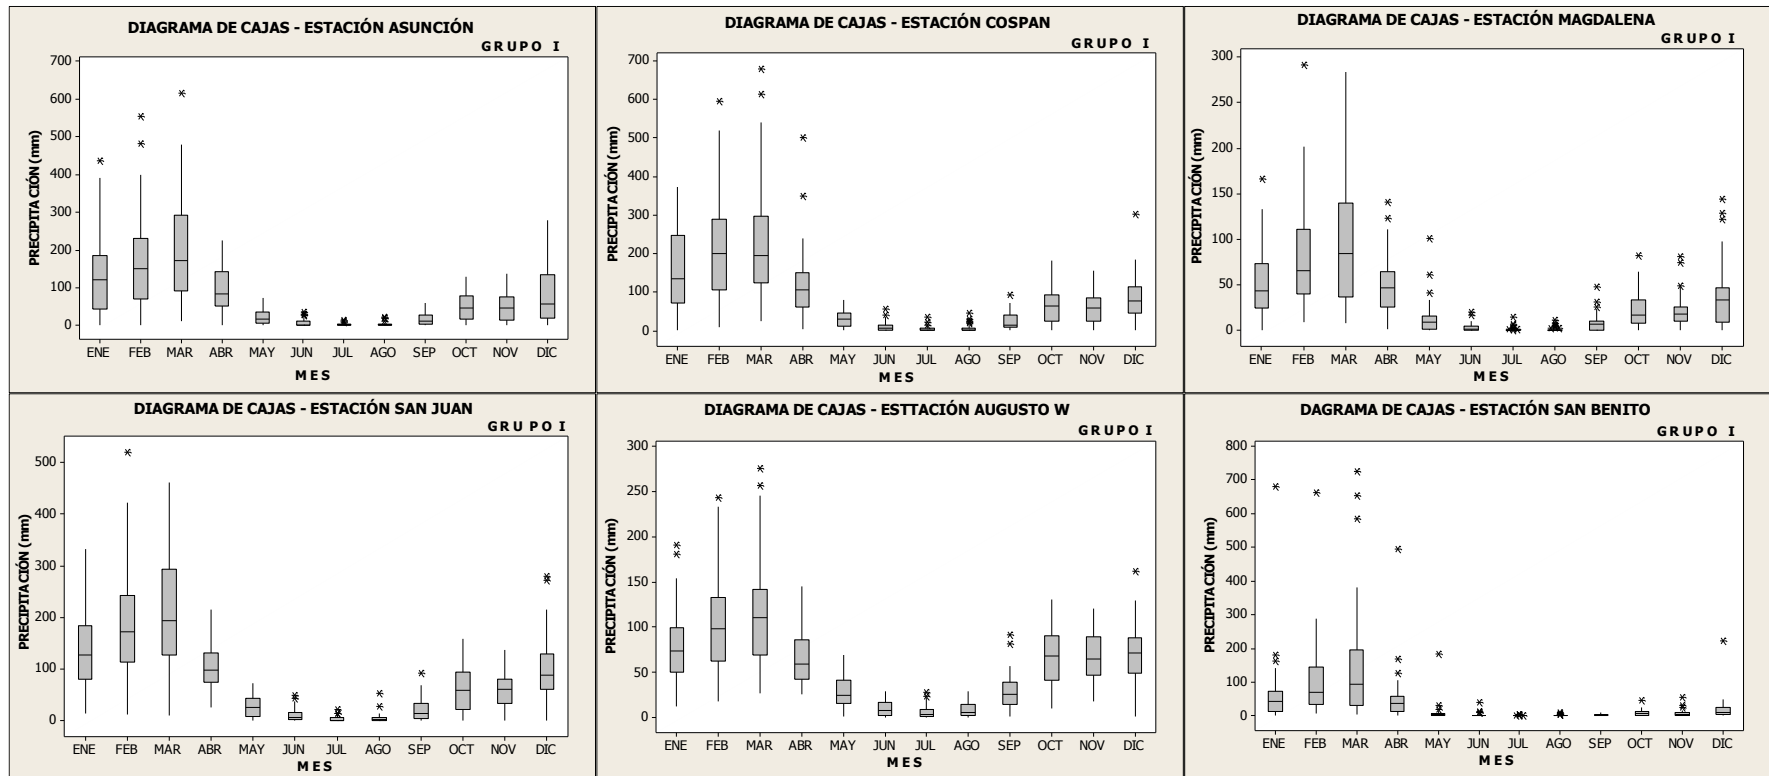 DIAGRAMA DE CAJAS - ESTACIÓN ASUNCIÓN
GRUPO I
PRECIPITACIÓN (mm)
700
600
500
400
300
200
100
0
ENE FEB MAR ABR MAY JUN JUL AGO SEP OCT NOV DIC
MES
DIAGRAMA DE CAJAS - ESTACIÓN COSPAN
GRUPO I
PRECIPITACIÓN (mm)
700
600
500
400
300
200
100
0
ENE FEB MAR ABR MAY JUN JUL AGO SEP OCT NOV DIC
MES
DIAGRAMA DE CAJAS - ESTACIÓN MAGDALENA
GRUPO I
PRECIPITACIÓN (mm)
300
250
200
150
100
50
0
ENE FEB MAR ABR MAY JUN JUL AGO SEP OCT NOV DIC
MES
DIAGRAMA DE CAJAS - ESTACIÓN SAN JUAN
GRUPO I
PRECIPITACIÓN (mm)
500
400
300
200
100
0
ENE FEB MAR ABR MAY JUN JUL AGO SEP OCT NOV DIC
MES
DIAGRAMA DE CAJAS - ESTTACIÓN AUGUSTO W
GRUPO I
PRECIPITACIÓN (mm)
300
250
200
150
100
50
0
ENE FEB MAR ABR MAY JUN JUL AGO SEP OCT NOV DIC
MES
DAGRAMA DE CAJAS - ESTACIÓN SAN BENITO
GRUPO I
PRECIPITACIÓN (mm)
800
700
600
500
400
300
200
100
0
ENE FEB MAR ABR MAY JUN JUL AGO SEP OCT NOV DIC
MES